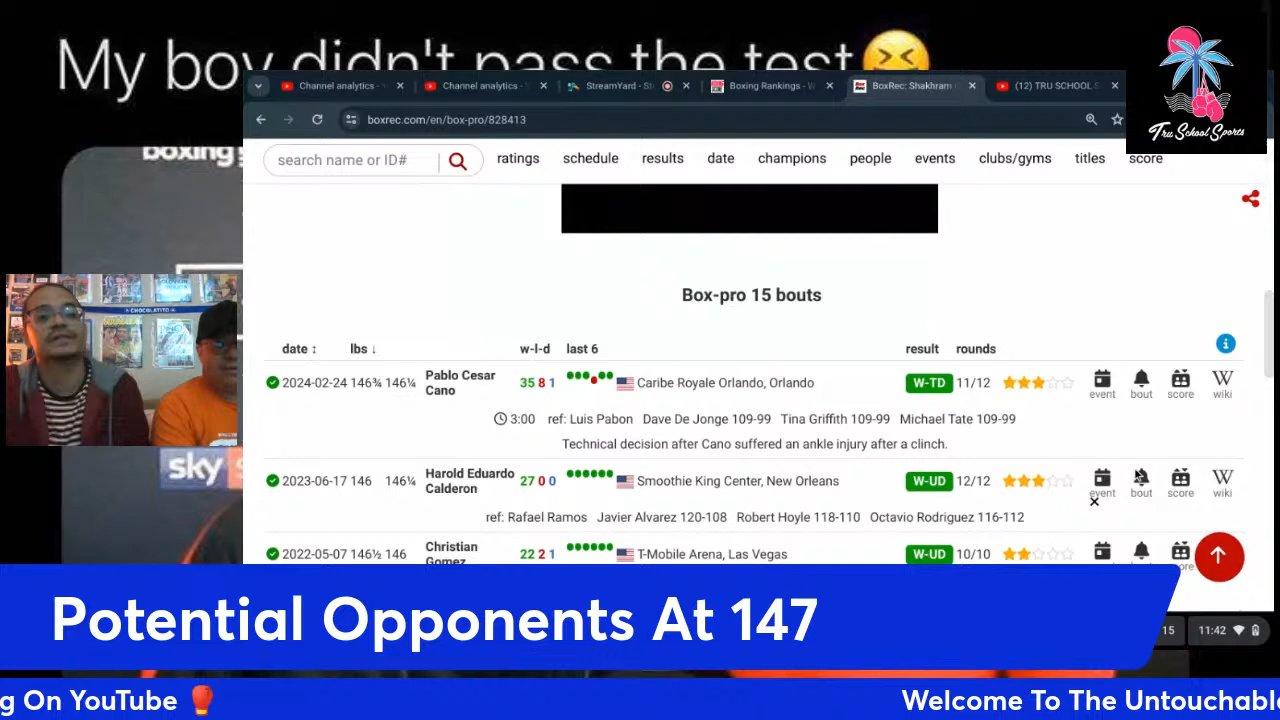 My boy didn't pass the test😆
Tru School Sports
Channel analytics - × Channel analytics - × StreamYard - St × Boxing Rankings - × BoxRec: Shakhram × (12) TRU SCHOOL ×
boxrec.com/en/box-pro/828413
search name or ID# ratings schedule results date champions people events clubs/gyms titles score
boxing
Box-pro 15 bouts
date ↕ lbs ↓ w-l-d last 6 result rounds
2024-02-24 146¾ 146¼ Pablo Cesar Cano 35 8 1 Caribe Royale Orlando, Orlando W-TD 11/12 event bout score wiki
3:00 ref: Luis Pabon Dave De Jonge 109-99 Tina Griffith 109-99 Michael Tate 109-99
Technical decision after Cano suffered an ankle injury after a clinch.
2023-06-17 146 146¼ Harold Eduardo Calderon 27 0 0 Smoothie King Center, New Orleans W-UD 12/12 event bout score wiki
ref: Rafael Ramos Javier Alvarez 120-108 Robert Hoyle 118-110 Octavio Rodriguez 116-112
2022-05-07 146½ 146 Christian Gomez 22 2 1 T-Mobile Arena, Las Vegas W-UD 10/10
CHOCOLATITO
sky
Potential Opponents At 147
15 11:42
g On YouTube 🥊 Welcome To The Untouchabl